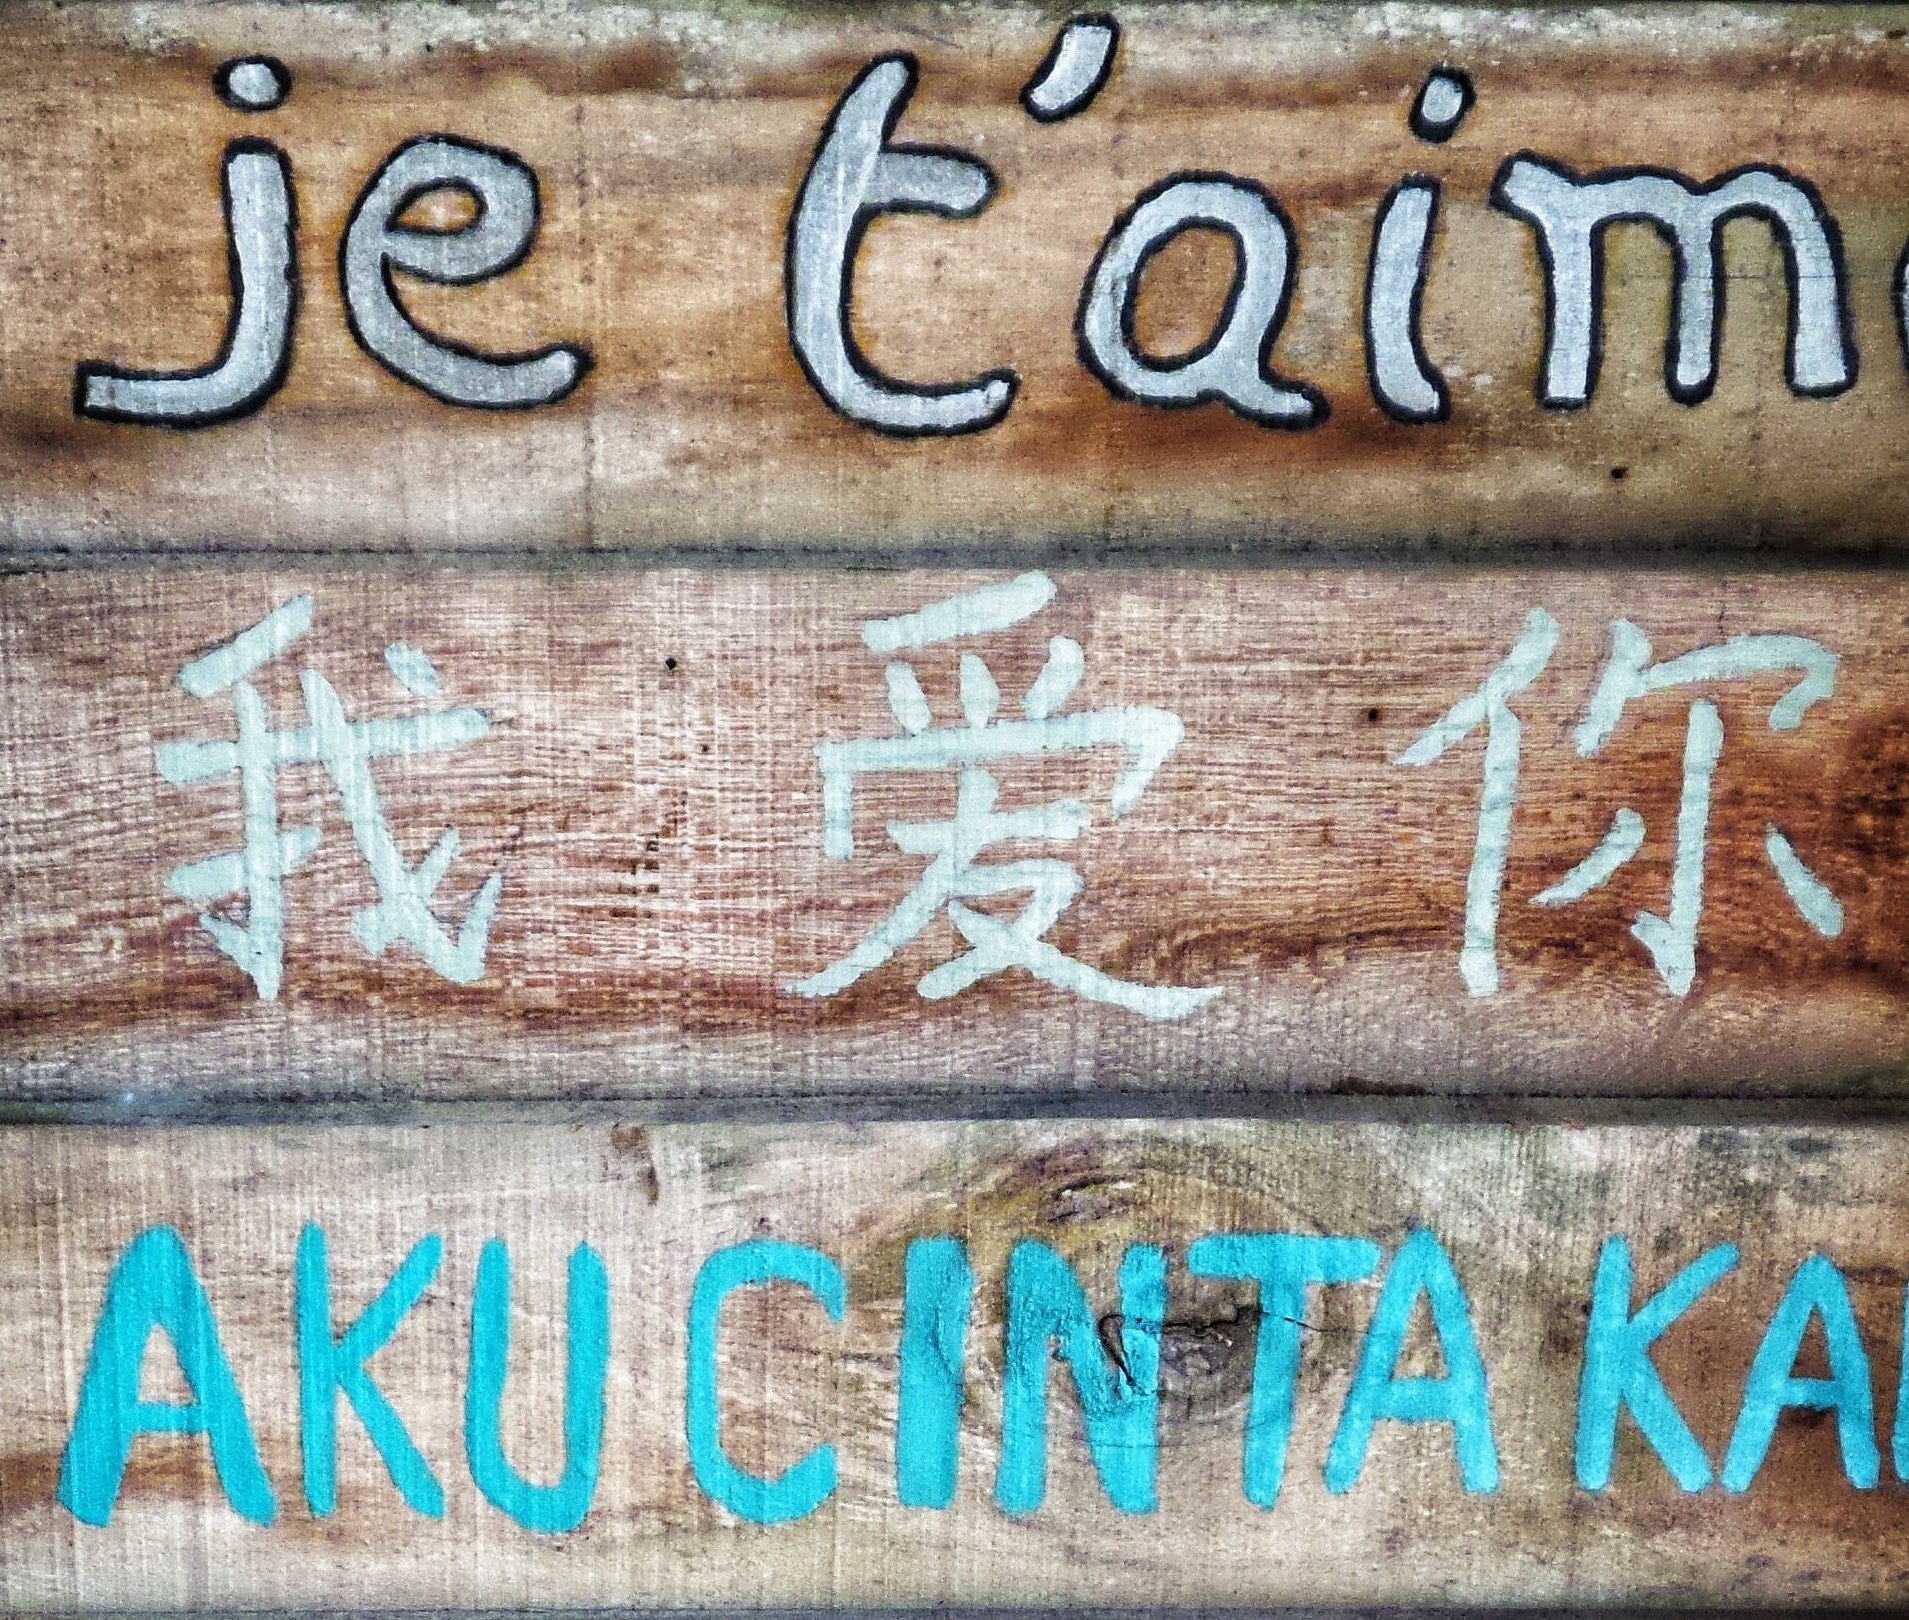 je t'aim
我爱你
AKU CINTA KA